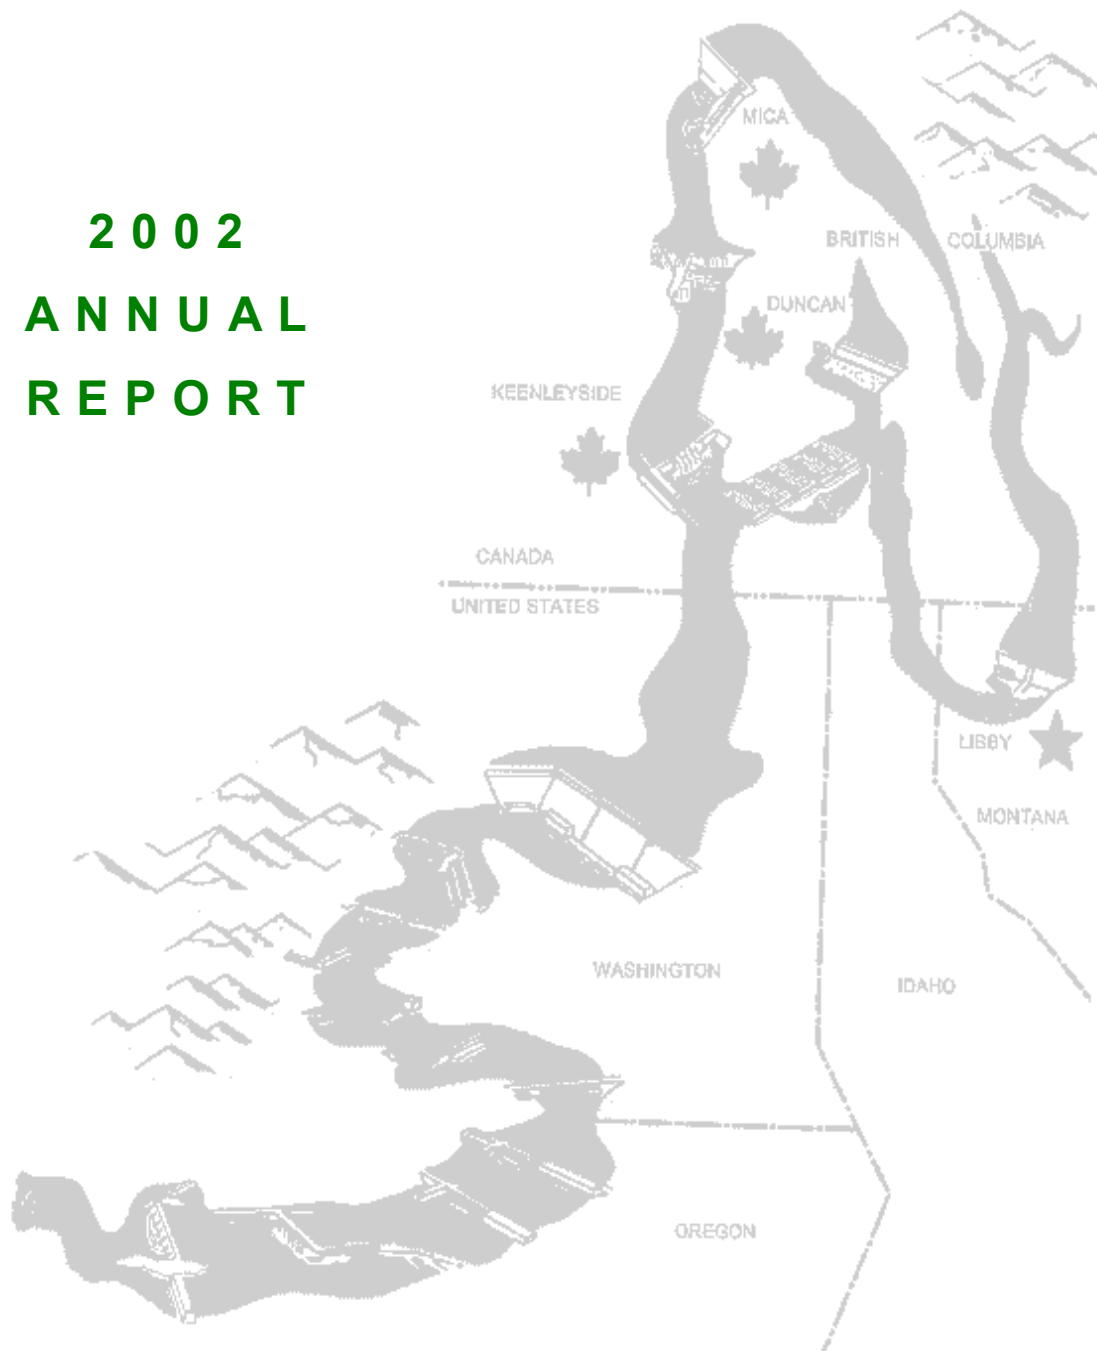 MICA
2002
BRITISH COLUMBIA
DUNCAN
ANNUAL
REPORT
KEENLEYSIDE
CANADA
UNITED STATES
LIBBY
MONTANA
WASHINGTON
IDAHO
OREGON